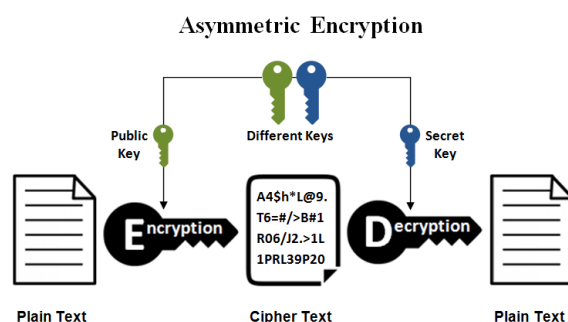 Asymmetric Encryption
Public Key
Different Keys
Secret Key
A4$h*L@9.
T6=#/>B#1
R06/J2.>1L
1PRL39P20
Encryption
Decryption
Plain Text
Cipher Text
Plain Text